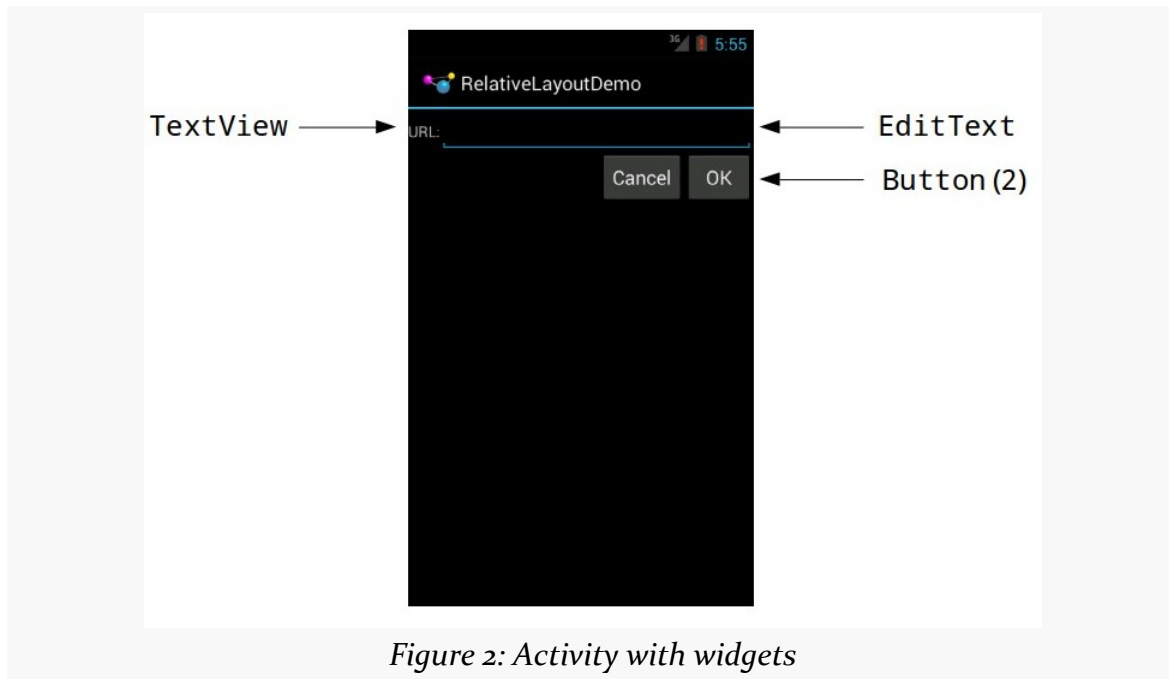 3G 5:55
RelativeLayoutDemo
TextView
URL:
EditText
Cancel OK
Button (2)
Figure 2: Activity with widgets